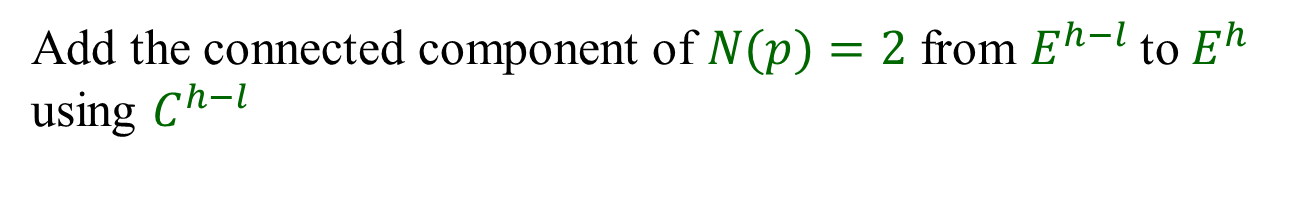 Add the connected component of N(p) = 2 from E^{h−l} to E^h
using C^{h−l}